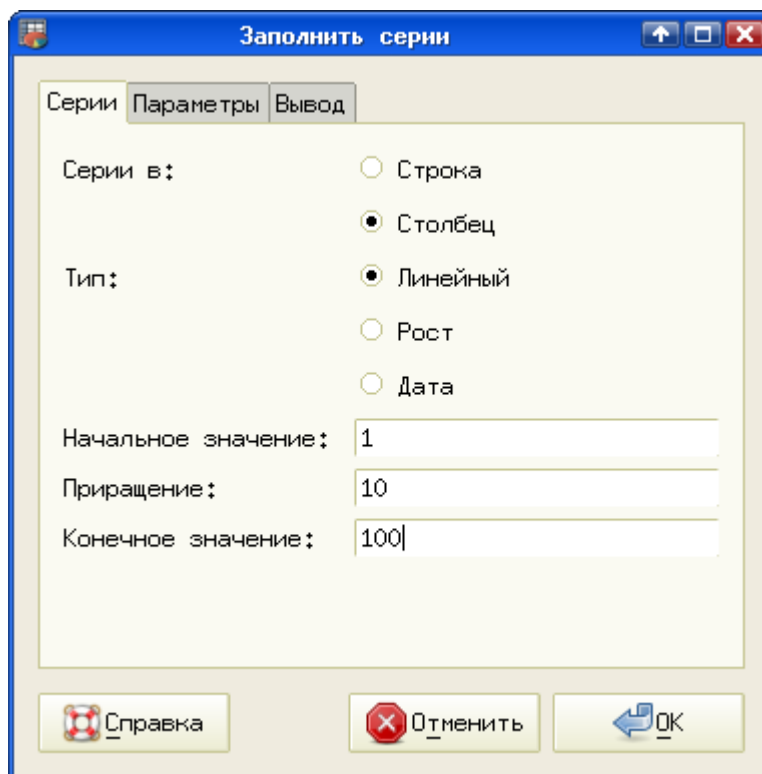 Заполнить серии
Серии Параметры Вывод
Серии в: Строка
Столбец
Тип: Линейный
Рост
Дата
Начальное значение: 1
Приращение: 10
Конечное значение: 100
Справка Отменить OK